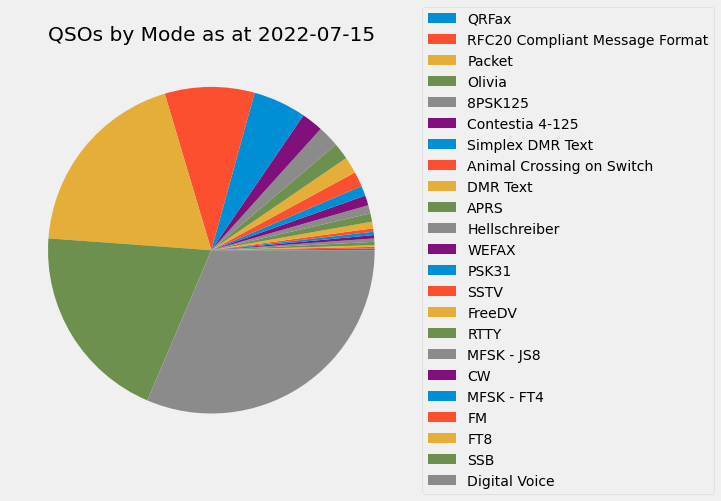 QSOs by Mode as at 2022-07-15
QRFax
RFC20 Compliant Message Format
Packet
Olivia
8PSK125
Contestia 4-125
Simplex DMR Text
Animal Crossing on Switch
DMR Text
APRS
Hellschreiber
WEFAX
PSK31
SSTV
FreeDV
RTTY
MFSK - JS8
CW
MFSK - FT4
FM
FT8
SSB
Digital Voice